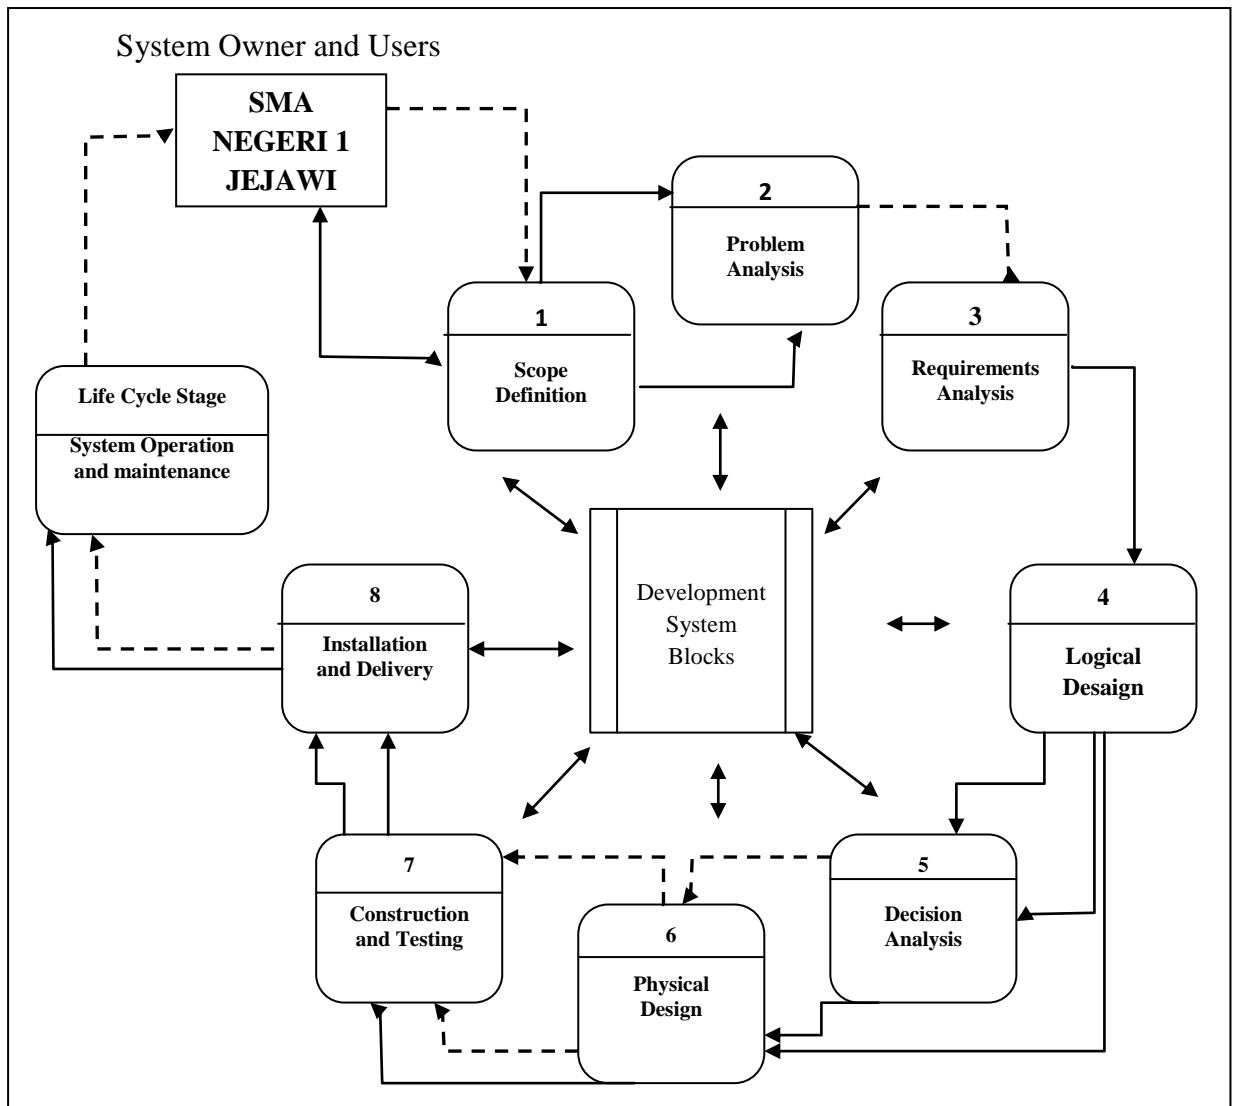 System Owner and Users
SMA
NEGERI 1
JEJAWI
2
Problem
Analysis
1
Scope
Definition
3
Requirements
Analysis
Life Cycle Stage
System Operation
and maintenance
8
Installation
and Delivery
Development
System
Blocks
4
Logical
Desaign
7
Construction
and Testing
6
Physical
Design
5
Decision
Analysis